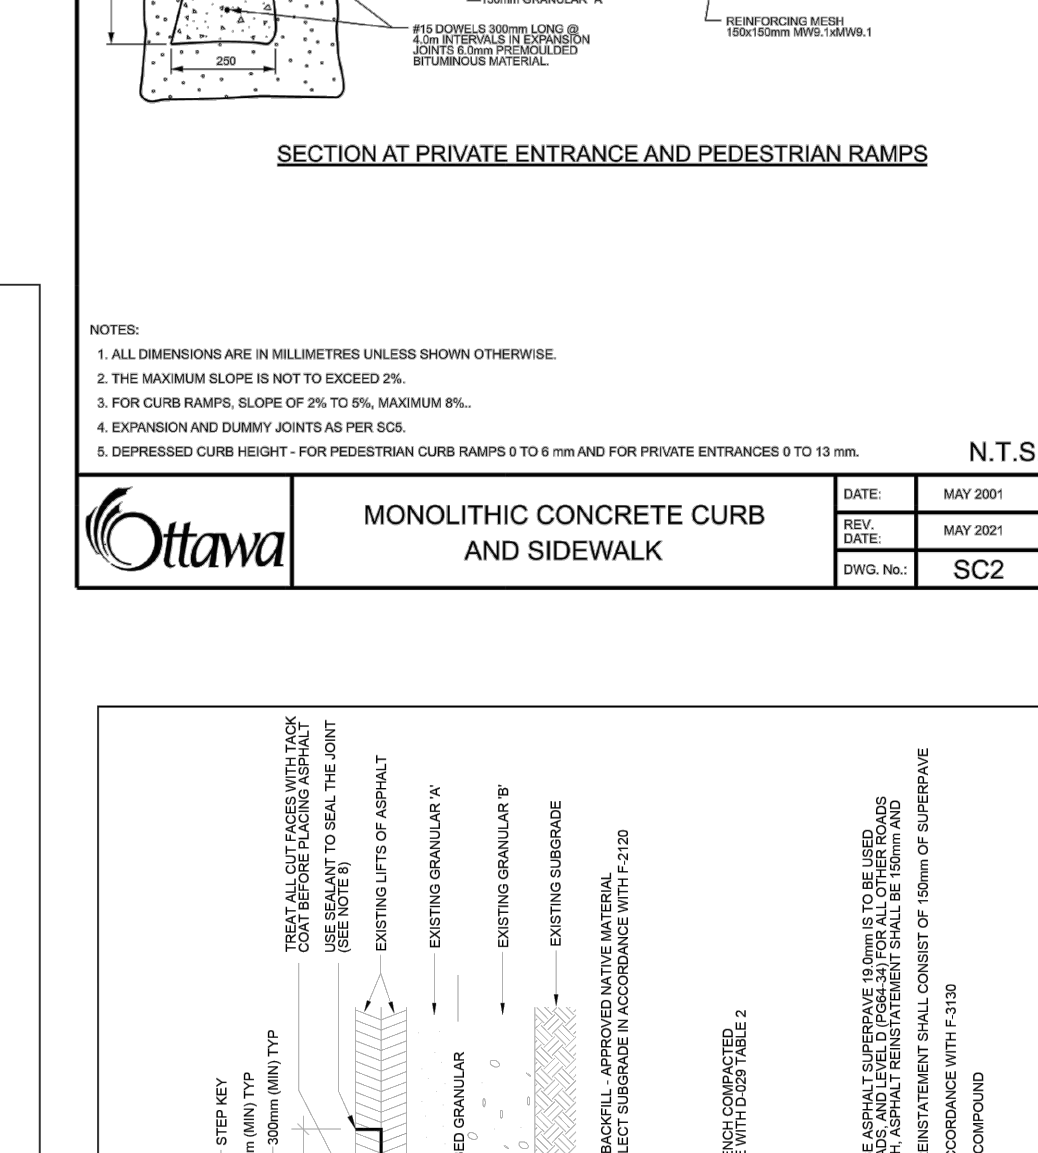 150mm GRANULAR 'A'
#15 DOWELS 300mm LONG @
4.0m INTERVALS IN EXPANSION
JOINTS 6.0mm PREMOULDED
BITUMINOUS MATERIAL.
REINFORCING MESH
150x150mm MW9.1xMW9.1
250
SECTION AT PRIVATE ENTRANCE AND PEDESTRIAN RAMPS
NOTES:
1. ALL DIMENSIONS ARE IN MILLIMETRES UNLESS SHOWN OTHERWISE.
2. THE MAXIMUM SLOPE IS NOT TO EXCEED 2%.
3. FOR CURB RAMPS, SLOPE OF 2% TO 5%, MAXIMUM 8%..
4. EXPANSION AND DUMMY JOINTS AS PER SC5.
5. DEPRESSED CURB HEIGHT - FOR PEDESTRIAN CURB RAMPS 0 TO 6 mm AND FOR PRIVATE ENTRANCES 0 TO 13 mm.
N.T.S
Ottawa
MONOLITHIC CONCRETE CURB
AND SIDEWALK
DATE:
MAY 2001
REV.
DATE:
MAY 2021
DWG. No.:
SC2
STEP KEY
(MIN) TYP
300mm (MIN) TYP
TREAT ALL CUT FACES WITH TACK
COAT BEFORE PLACING ASPHALT
USE SEALANT TO SEAL THE JOINT
(SEE NOTE 8)
EXISTING LIFTS OF ASPHALT
EXISTING GRANULAR 'A'
GRANULAR
EXISTING GRANULAR 'B'
EXISTING SUBGRADE
BACKFILL - APPROVED NATIVE MATERIAL
SUBGRADE IN ACCORDANCE WITH F-2120
COMPACTED
WITH D-029 TABLE 2
ASPHALT SUPERPAVE 19.0mm IS TO BE USED
AND LEVEL D (PG64-34) FOR ALL OTHER ROADS
ASPHALT REINSTATEMENT SHALL BE 150mm AND
EINSTATEMENT SHALL CONSIST OF 150mm OF SUPERPAVE
CCORDANCE WITH F-3130
COMPOUND